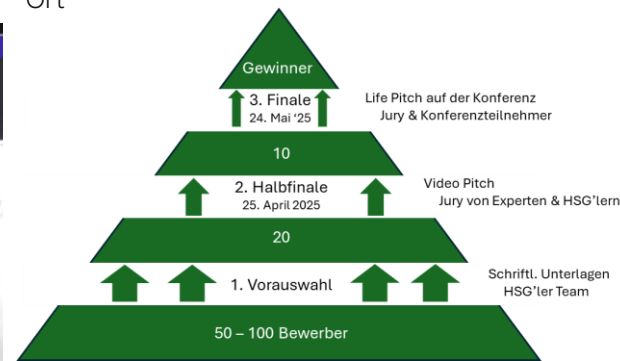 Ort
Gewinner
3. Finale
24. Mai '25
Life Pitch auf der Konferenz
Jury & Konferenzteilnehmer
10
2. Halbfinale
25. April 2025
Video Pitch
Jury von Experten & HSG'lern
20
1. Vorauswahl
Schriftl. Unterlagen
HSG'ler Team
50 – 100 Bewerber